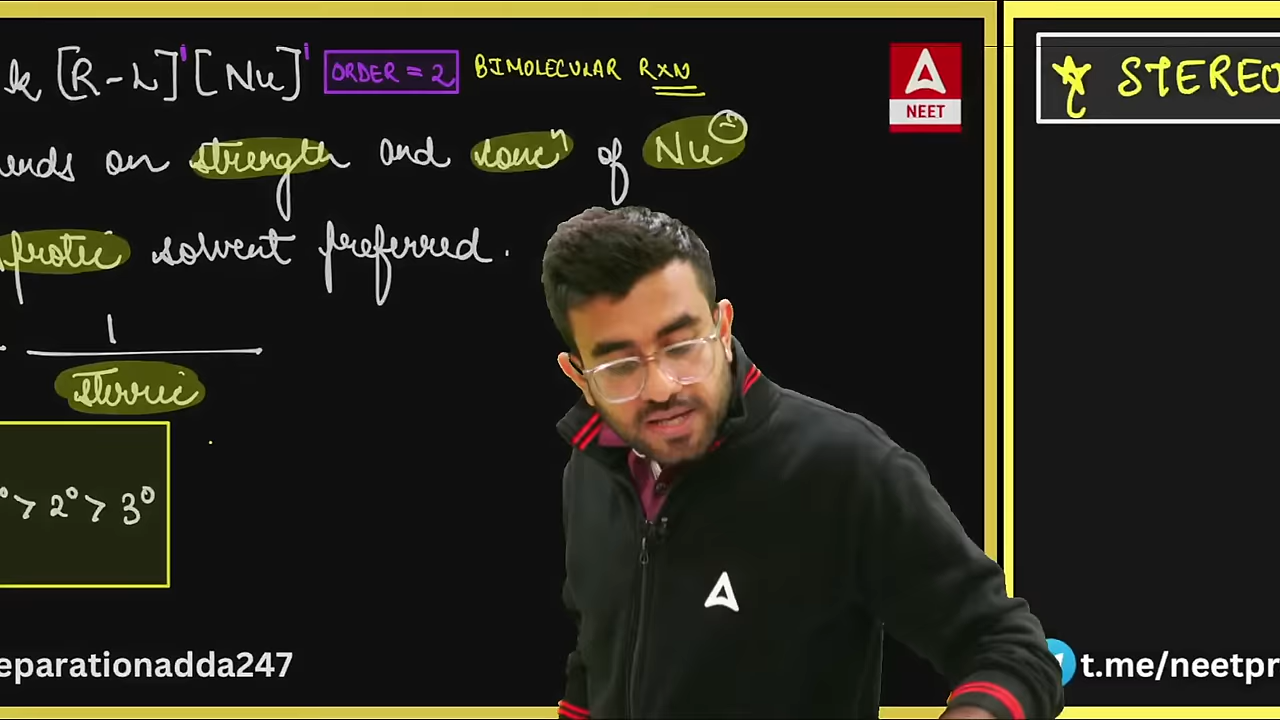 k [R-L]¹ [Nu]¹ ORDER = 2 BIMOLECULAR RXN
ends on strength and concⁿ of Nu⊖
protic solvent preferred.
1
steric
° > 2° > 3°
eparationadda247
NEET
STEREO
t.me/neetpr